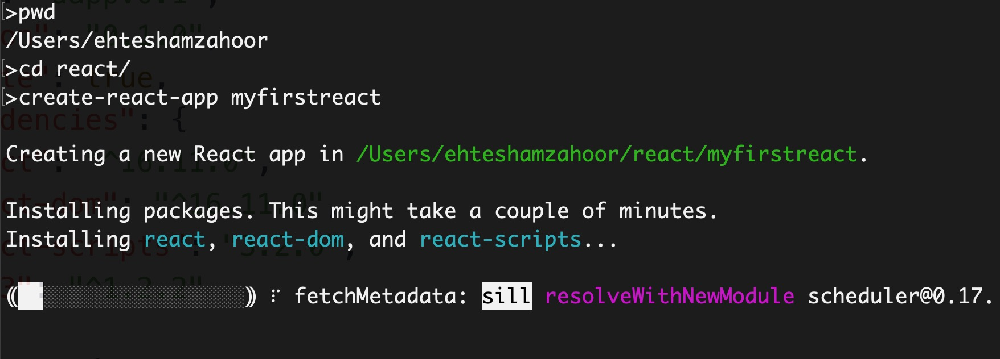 >pwd
/Users/ehteshamzahoor
>cd react/
>create-react-app myfirstreact
Creating a new React app in /Users/ehteshamzahoor/react/myfirstreact.
Installing packages. This might take a couple of minutes.
Installing react, react-dom, and react-scripts...
fetchMetadata: sill resolveWithNewModule scheduler@0.17.